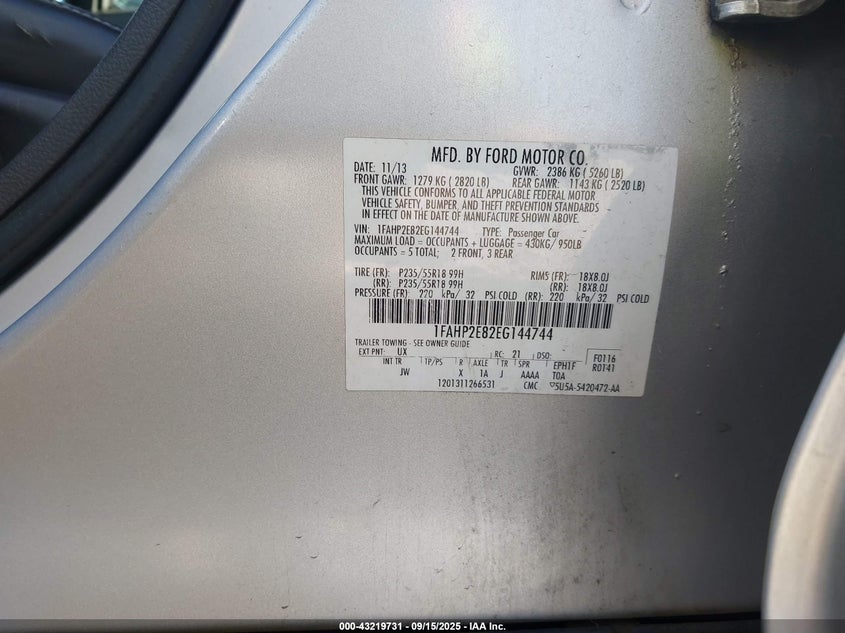 MFD. BY FORD MOTOR CO.
DATE: 11/13 GVWR: 2386 KG ( 5260 LB)
FRONT GAWR: 1279 KG ( 2820 LB) REAR GAWR: 1143 KG ( 2520 LB)
THIS VEHICLE CONFORMS TO ALL APPLICABLE FEDERAL MOTOR
VEHICLE SAFETY, BUMPER, AND THEFT PREVENTION STANDARDS
IN EFFECT ON THE DATE OF MANUFACTURE SHOWN ABOVE.
VIN: 1FAHP2E82EG144744 TYPE: Passenger Car
MAXIMUM LOAD = OCCUPANTS + LUGGAGE = 430KG/ 950LB
OCCUPANTS = 5 TOTAL; 2 FRONT, 3 REAR
TIRE (FR): P235/55R18 99H RIMS (FR): 18X8.0J
(RR): P235/55R18 99H (RR): 18X8.0J
PRESSURE (FR): 220 kPa/ 32 PSI COLD (RR): 220 kPa/ 32 PSI COLD
1FAHP2E82EG144744
TRAILER TOWING - SEE OWNER GUIDE
EXT PNT: UX RC: 21 DSO: F0116
INT TR TP/PS R AXLE TR SPR EPH1F R0141
JW X 1A J AAAA T0A
1201311266531 CMC 5U5A-5420472-AA
000-43219731 - 09/15/2025 - IAA Inc.